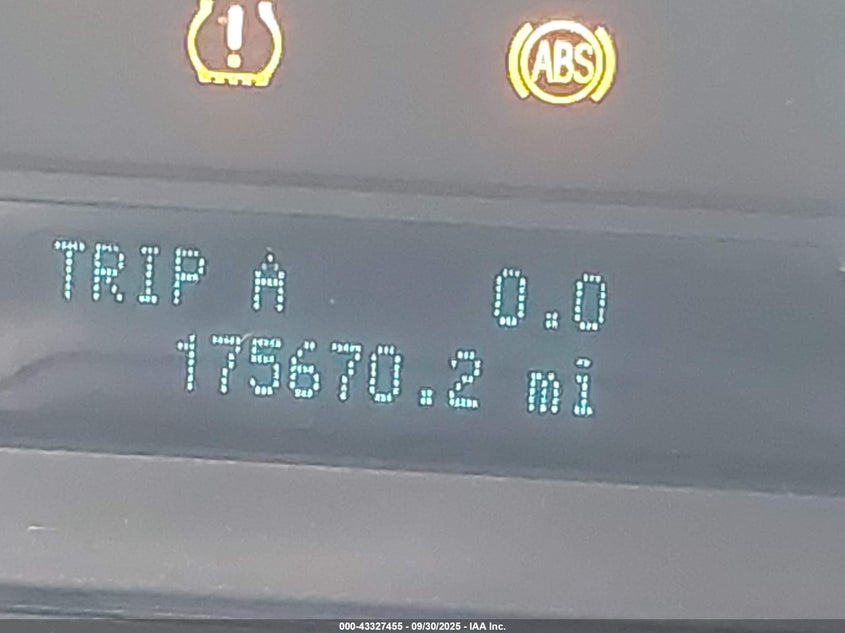 ABS
TRIP A 0.0
175670.2 mi
000-43327455 - 09/30/2025 - IAA Inc.